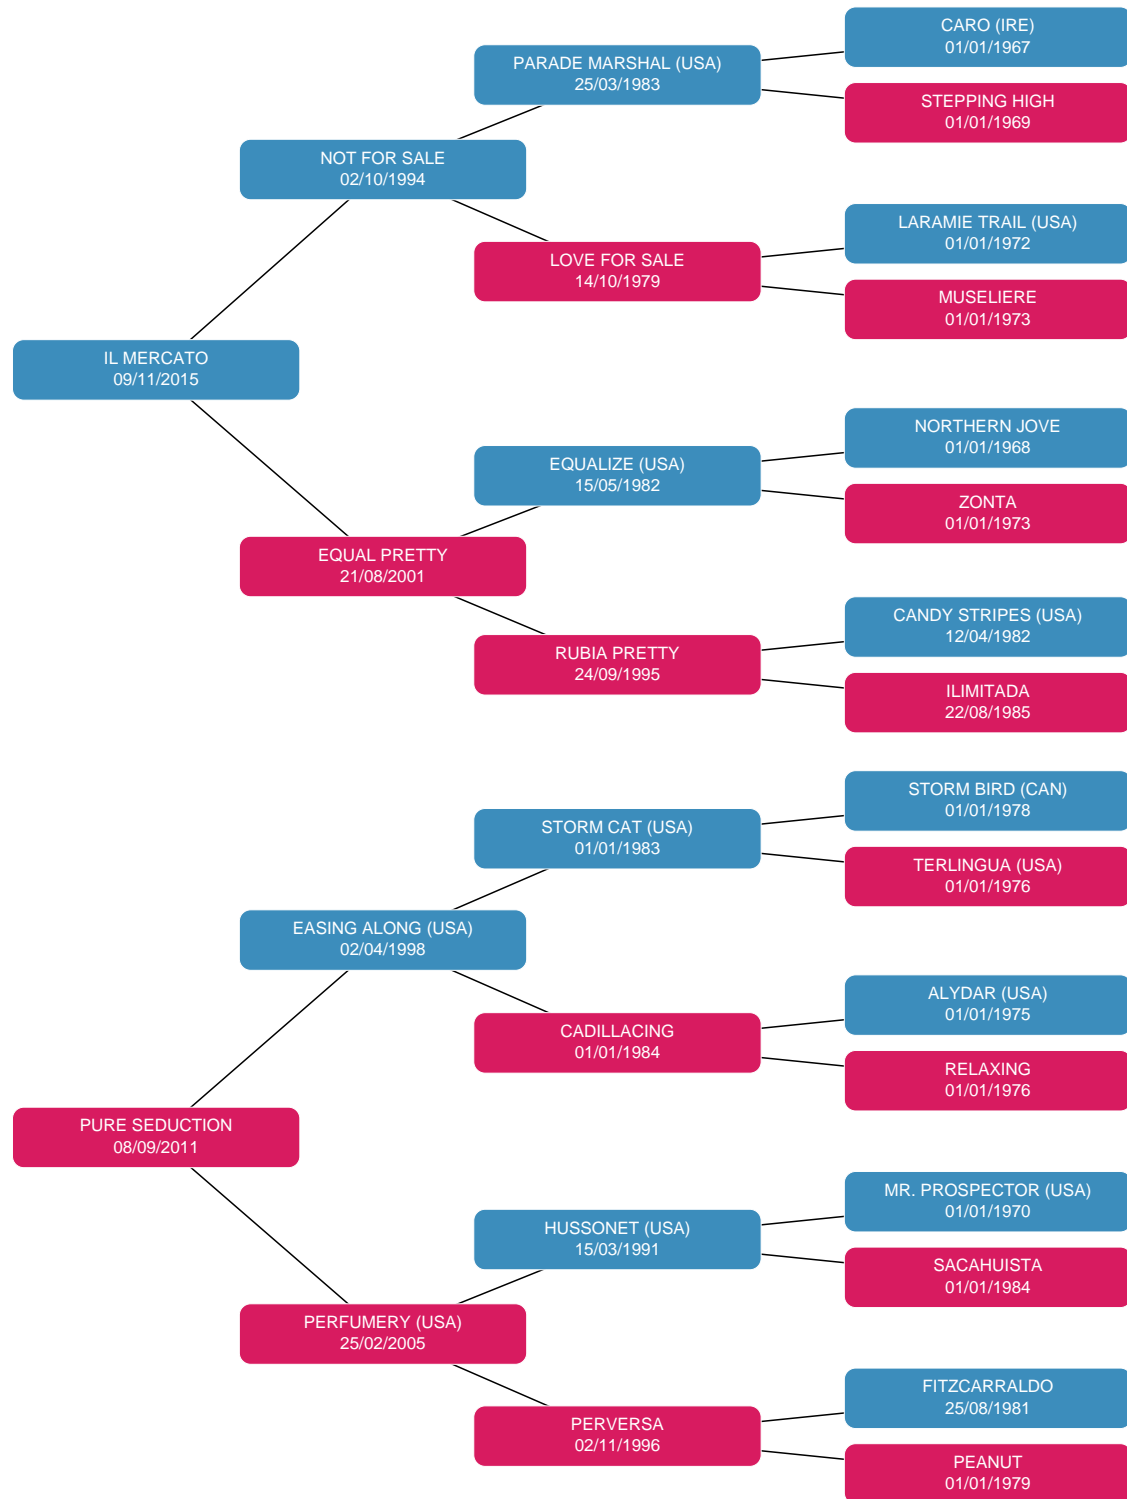 CARO (IRE)
01/01/1967
PARADE MARSHAL (USA)
25/03/1983
STEPPING HIGH
01/01/1969
NOT FOR SALE
02/10/1994
LARAMIE TRAIL (USA)
01/01/1972
LOVE FOR SALE
14/10/1979
MUSELIERE
01/01/1973
IL MERCATO
09/11/2015
NORTHERN JOVE
01/01/1968
EQUALIZE (USA)
15/05/1982
ZONTA
01/01/1973
EQUAL PRETTY
21/08/2001
CANDY STRIPES (USA)
12/04/1982
RUBIA PRETTY
24/09/1995
ILIMITADA
22/08/1985
STORM BIRD (CAN)
01/01/1978
STORM CAT (USA)
01/01/1983
TERLINGUA (USA)
01/01/1976
EASING ALONG (USA)
02/04/1998
ALYDAR (USA)
01/01/1975
CADILLACING
01/01/1984
RELAXING
01/01/1976
PURE SEDUCTION
08/09/2011
MR. PROSPECTOR (USA)
01/01/1970
HUSSONET (USA)
15/03/1991
SACAHUISTA
01/01/1984
PERFUMERY (USA)
25/02/2005
FITZCARRALDO
25/08/1981
PERVERSA
02/11/1996
PEANUT
01/01/1979